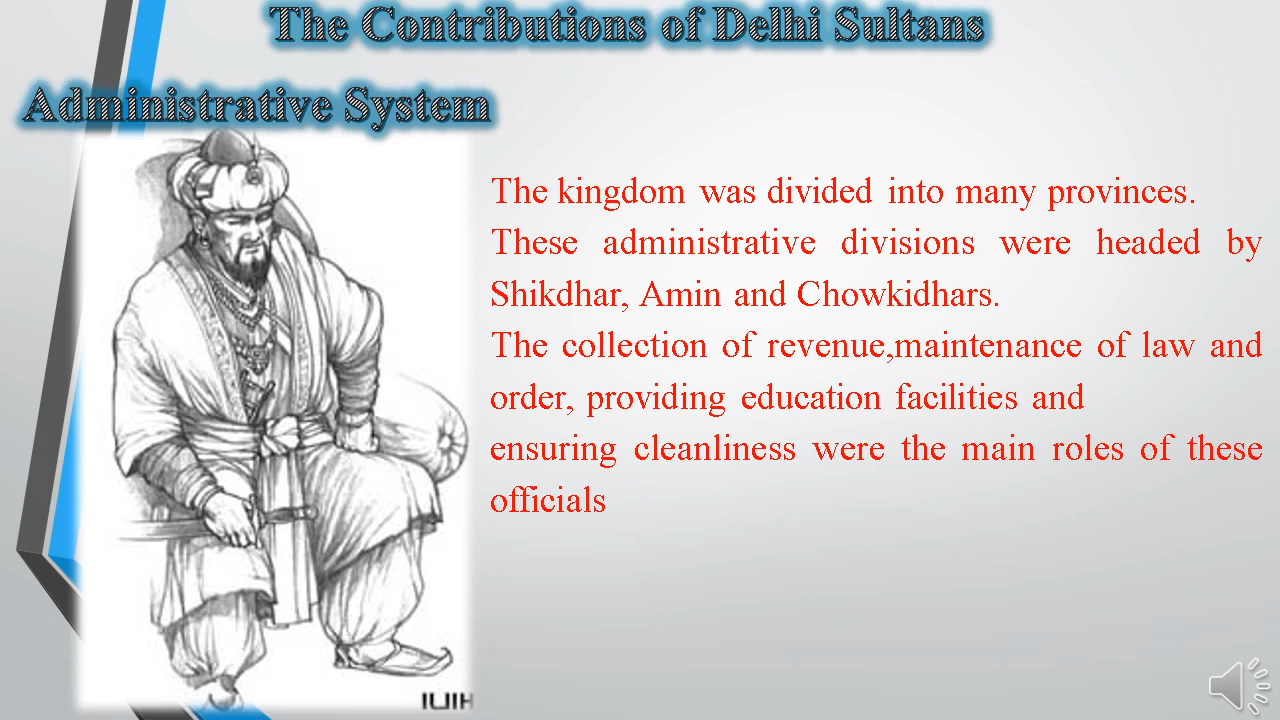 The Contributions of Delhi Sultans
Administrative System
The kingdom was divided into many provinces.
These administrative divisions were headed by
Shikdhar, Amin and Chowkidhars.
The collection of revenue,maintenance of law and
order, providing education facilities and
ensuring cleanliness were the main roles of these
officials